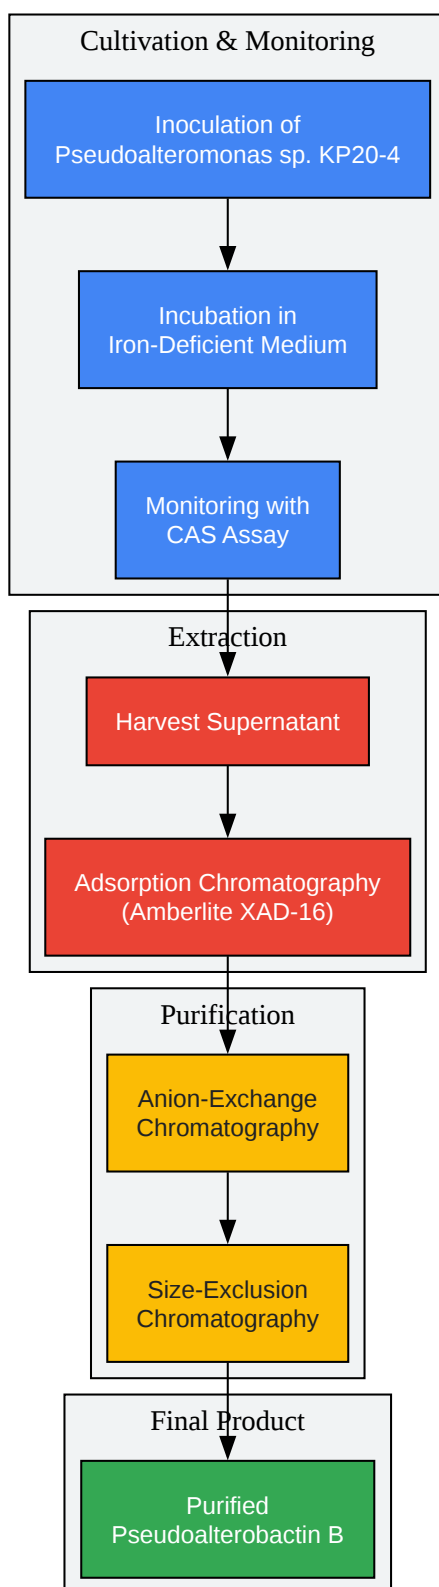 Cultivation & Monitoring
Inoculation of
Pseudoalteromonas sp. KP20-4
Incubation in
Iron-Deficient Medium
Monitoring with
CAS Assay
Extraction
Harvest Supernatant
Adsorption Chromatography
(Amberlite XAD-16)
Purification
Anion-Exchange
Chromatography
Size-Exclusion
Chromatography
Final Product
Purified
Pseudoalterobactin B